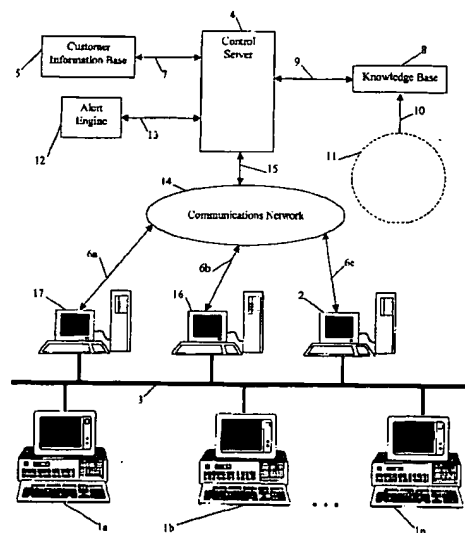 4
Control
Server
5
Customer
Information Base
7
9
8
Knowledge Base
Alert
Engine
12
13
10
11
15
14
Communications Network
6a
6b
6c
17
16
2
3
1a
1b
...
1n